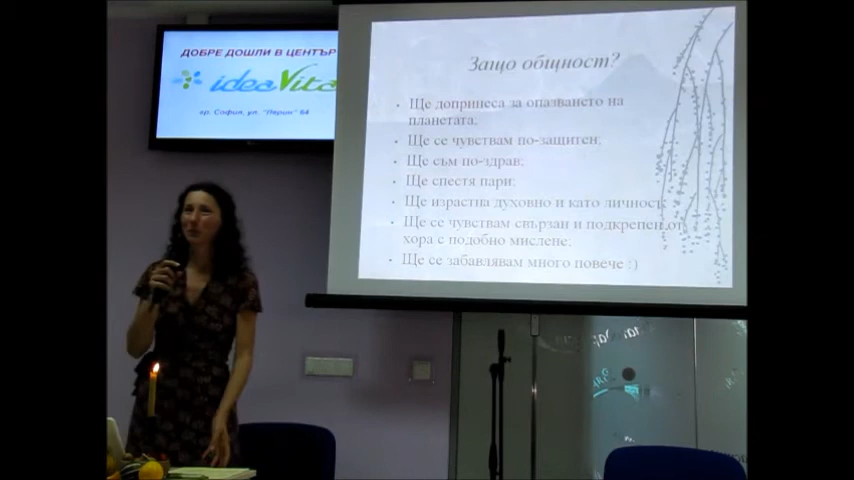 ДОБРЕ ДОШЛИ В ЦЕНТЪР
ideaVita
гр. София, ул. "Пирин" 64
Защо общност?
Ще допринеса за опазването на
планетата;
Ще се чувствам по-защитен;
Ще съм по-здрав;
Ще спестя пари;
Ще израстна духовно и като личност;
Ще се чувствам свързан и подкрепен от
хора с подобно мислене;
Ще се забавлявам много повече :)